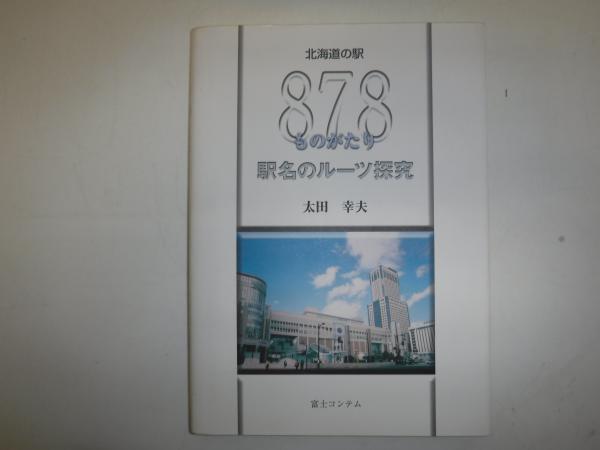 北海道の駅
878
ものがたり
駅名のルーツ探究
太田 幸夫
富士コンテム